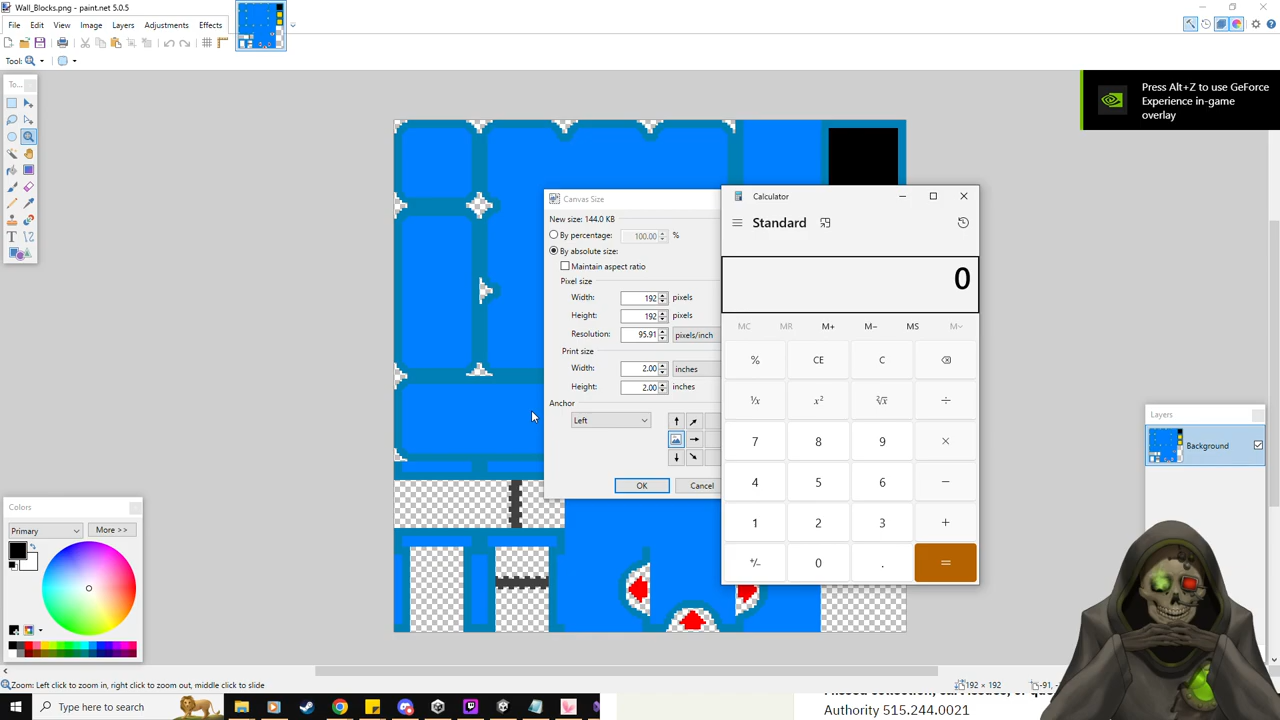 Wall_Blocks.png - paint.net 5.0.5
File Edit View Image Layers Adjustments Effects
Tool:
Press Alt+Z to use GeForce
Experience in-game
overlay
To...
Canvas Size
New size: 144.0 KB
By percentage: 100.00 %
By absolute size:
Maintain aspect ratio
Pixel size
Width: 192 pixels
Height: 192 pixels
Resolution: 95.91 pixels/inch
Print size
Width: 2.00 inches
Height: 2.00 inches
Anchor
Left
OK Cancel
Calculator
Standard
0
MC MR M+ M− MS M
% CE C
¹/x x² ²√x ÷
7 8 9 ×
4 5 6 −
1 2 3 +
+/− 0 . =
Layers
Background
Colors
Primary More >>
Zoom: Left click to zoom in, right click to zoom out, middle click to slide
192 × 192
-91,
Type here to search
Authority 515.244.0021